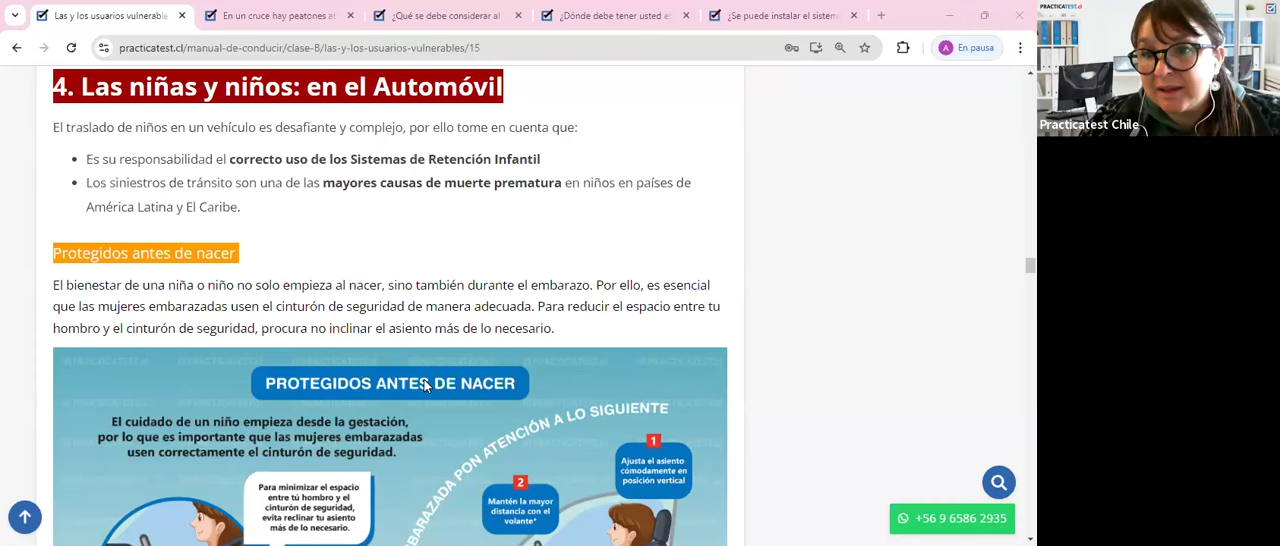 Las y los usuarios vulnerable
En un cruce hay peatones at
¿Qué se debe considerar al
¿Dónde debe tener usted e
¿Se puede instalar el sistem
practicatest.cl/manual-de-conducir/clase-B/las-y-los-usuarios-vulnerables/15
A
En pausa
PRACTICATEST.cl
Practicatest Chile
4. Las niñas y niños: en el Automóvil
El traslado de niños en un vehículo es desafiante y complejo, por ello tome en cuenta que:
Es su responsabilidad el correcto uso de los Sistemas de Retención Infantil
Los siniestros de tránsito son una de las mayores causas de muerte prematura en niños en países de
América Latina y El Caribe.
Protegidos antes de nacer
El bienestar de una niña o niño no solo empieza al nacer, sino también durante el embarazo. Por ello, es esencial
que las mujeres embarazadas usen el cinturón de seguridad de manera adecuada. Para reducir el espacio entre tu
hombro y el cinturón de seguridad, procura no inclinar el asiento más de lo necesario.
PROTEGIDOS ANTES DE NACER
El cuidado de un niño empieza desde la gestación,
por lo que es importante que las mujeres embarazadas
usen correctamente el cinturón de seguridad.
Para minimizar el espacio
entre tú hombro y el
cinturón de seguridad,
evita reclinar tu asiento
más de lo necesario.
BARAZADA PON ATENCIÓN A LO SIGUIENTE
1
Ajusta el asiento
cómodamente en
posición vertical
2
Mantén la mayor
distancia con el
volante*
+56 9 6586 2935